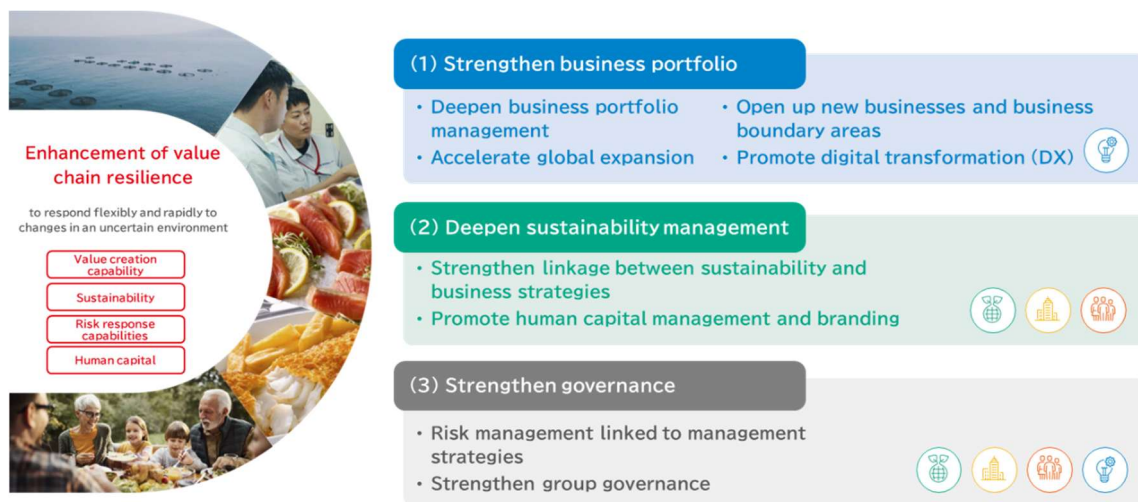 Enhancement of value
chain resilience
to respond flexibly and rapidly to
changes in an uncertain environment
Value creation
capability
Sustainability
Risk response
capabilities
Human capital
(1) Strengthen business portfolio
• Deepen business portfolio
management
• Accelerate global expansion
• Open up new businesses and business
boundary areas
• Promote digital transformation (DX)
(2) Deepen sustainability management
• Strengthen linkage between sustainability and
business strategies
• Promote human capital management and branding
(3) Strengthen governance
• Risk management linked to management
strategies
• Strengthen group governance